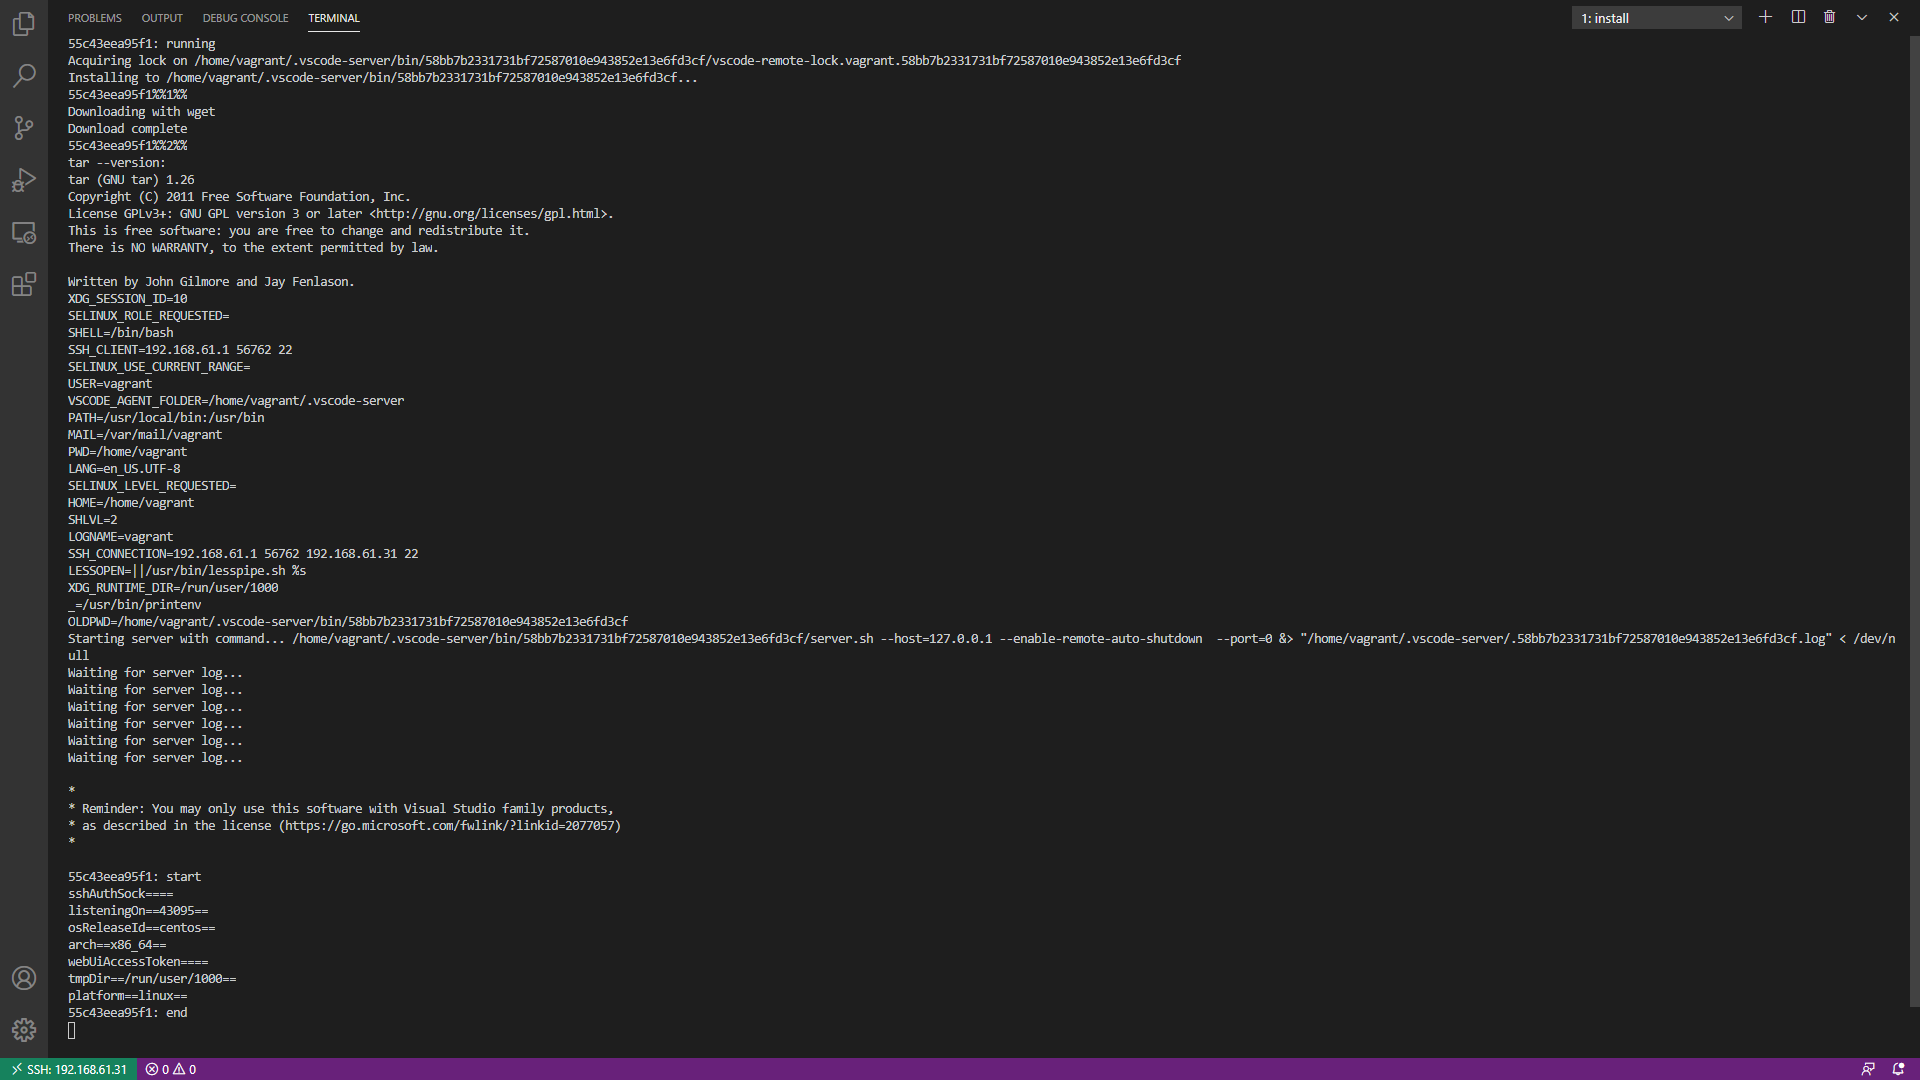 PROBLEMS OUTPUT DEBUG CONSOLE TERMINAL 1: install
55c43eea95f1: running
Acquiring lock on /home/vagrant/.vscode-server/bin/58bb7b2331731bf72587010e943852e13e6fd3cf/vscode-remote-lock.vagrant.58bb7b2331731bf72587010e943852e13e6fd3cf
Installing to /home/vagrant/.vscode-server/bin/58bb7b2331731bf72587010e943852e13e6fd3cf...
55c43eea95f1%%1%%
Downloading with wget
Download complete
55c43eea95f1%%2%%
tar --version:
tar (GNU tar) 1.26
Copyright (C) 2011 Free Software Foundation, Inc.
License GPLv3+: GNU GPL version 3 or later <http://gnu.org/licenses/gpl.html>.
This is free software: you are free to change and redistribute it.
There is NO WARRANTY, to the extent permitted by law.
Written by John Gilmore and Jay Fenlason.
XDG_SESSION_ID=10
SELINUX_ROLE_REQUESTED=
SHELL=/bin/bash
SSH_CLIENT=192.168.61.1 56762 22
SELINUX_USE_CURRENT_RANGE=
USER=vagrant
VSCODE_AGENT_FOLDER=/home/vagrant/.vscode-server
PATH=/usr/local/bin:/usr/bin
MAIL=/var/mail/vagrant
PWD=/home/vagrant
LANG=en_US.UTF-8
SELINUX_LEVEL_REQUESTED=
HOME=/home/vagrant
SHLVL=2
LOGNAME=vagrant
SSH_CONNECTION=192.168.61.1 56762 192.168.61.31 22
LESSOPEN=||/usr/bin/lesspipe.sh %s
XDG_RUNTIME_DIR=/run/user/1000
_=/usr/bin/printenv
OLDPWD=/home/vagrant/.vscode-server/bin/58bb7b2331731bf72587010e943852e13e6fd3cf
Starting server with command... /home/vagrant/.vscode-server/bin/58bb7b2331731bf72587010e943852e13e6fd3cf/server.sh --host=127.0.0.1 --enable-remote-auto-shutdown  --port=0 &> "/home/vagrant/.vscode-server/.58bb7b2331731bf72587010e943852e13e6fd3cf.log" < /dev/n
ull
Waiting for server log...
Waiting for server log...
Waiting for server log...
Waiting for server log...
Waiting for server log...
Waiting for server log...
*
* Reminder: You may only use this software with Visual Studio family products,
* as described in the license (https://go.microsoft.com/fwlink/?linkid=2077057)
*
55c43eea95f1: start
sshAuthSock====
listeningOn==43095==
osReleaseId==centos==
arch==x86_64==
webUiAccessToken====
tmpDir==/run/user/1000==
platform==linux==
55c43eea95f1: end
SSH: 192.168.61.31 0 0